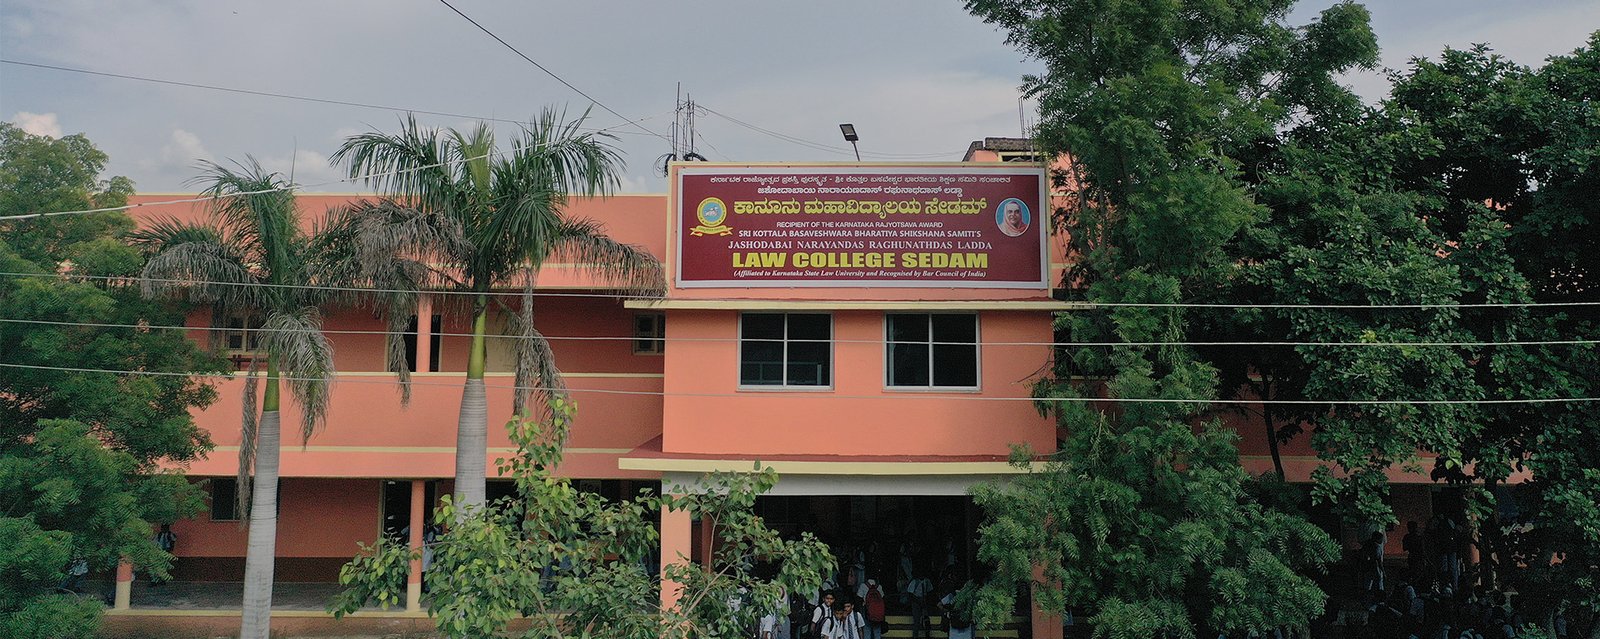 ಕರ್ನಾಟಕ ರಾಜ್ಯೋತ್ಸವ ಪ್ರಶಸ್ತಿ ಪುರಸ್ಕೃತ - ಶ್ರೀ ಕೊತ್ತಲ ಬಸವೇಶ್ವರ ಭಾರತೀಯ ಶಿಕ್ಷಣ ಸಮಿತಿ ಸಂಚಾಲಿತ
ಜಶೋದಾಬಾಯಿ ನಾರಾಯಣದಾಸ್ ರಘುನಾಥದಾಸ್ ಲಡ್ಡಾ
ಕಾನೂನು ಮಹಾವಿದ್ಯಾಲಯ ಸೇಡಮ್
RECIPIENT OF THE KARNATAKA RAJYOTSAVA AWARD
SRI KOTTALA BASAVESHWARA BHARATIYA SHIKSHANA SAMITI'S
JASHODABAI NARAYANDAS RAGHUNATHDAS LADDA
LAW COLLEGE SEDAM
(Affiliated to Karnataka State Law University and Recognised by Bar Council of India)